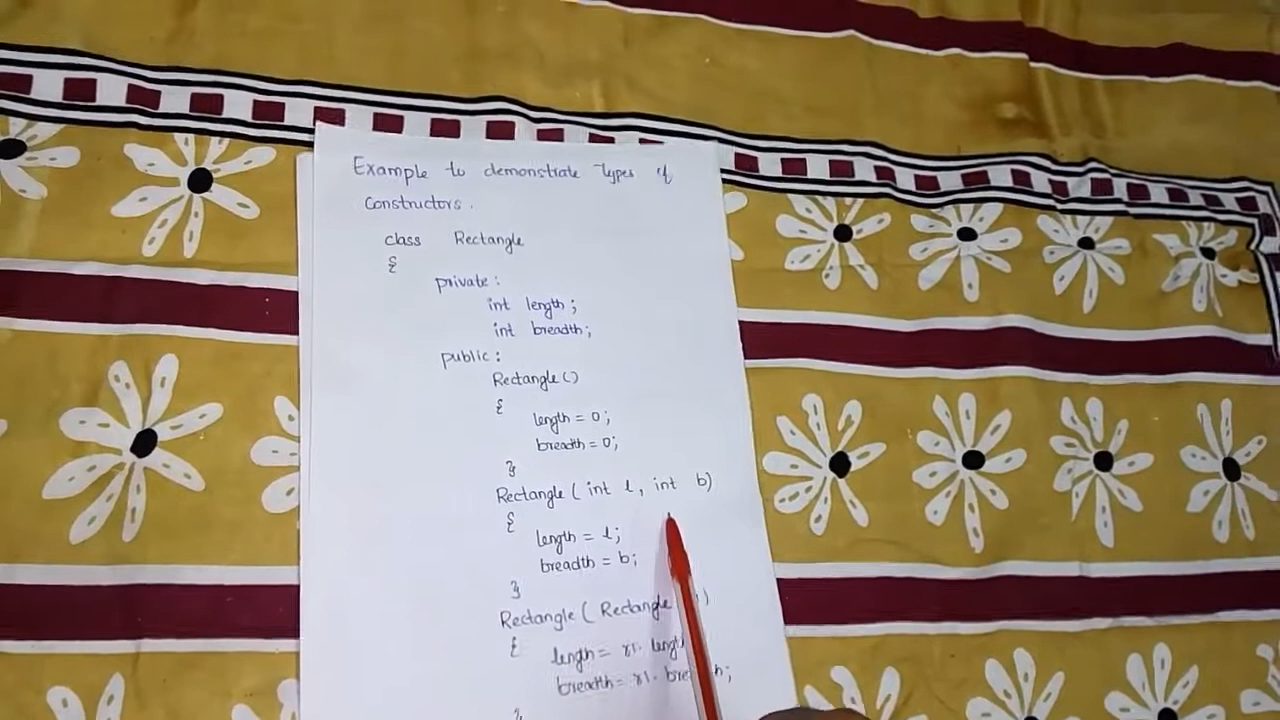 Example to demonstrate Types of
Constructors.
class Rectangle
{
private:
int length;
int breadth;
public:
Rectangle()
{
length = 0;
breadth = 0;
}
Rectangle ( int l, int b)
{
length = l;
breadth = b;
}
Rectangle ( Rectangle )
{
length = r1.
breadth = r1.
}